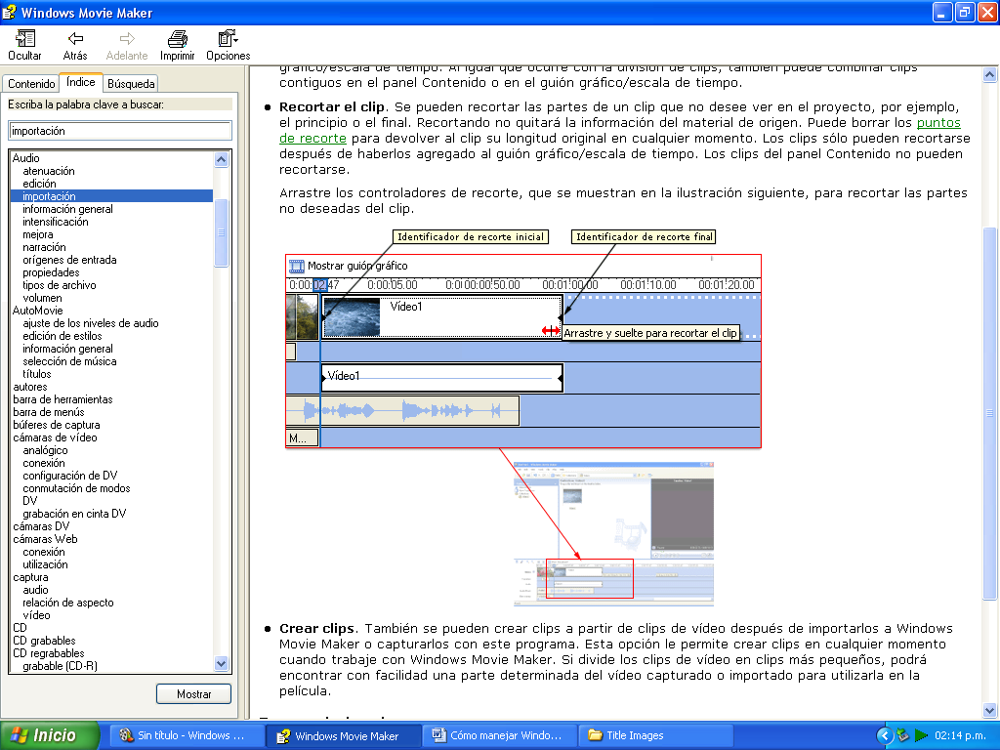 Windows Movie Maker
Ocultar Atrás Adelante Imprimir Opciones
Contenido Índice Búsqueda
Escriba la palabra clave a buscar:
importación
Audio
atenuación
edición
importación
información general
intensificación
mejora
narración
orígenes de entrada
propiedades
tipos de archivo
volumen
AutoMovie
ajuste de los niveles de audio
edición de estilos
información general
selección de música
títulos
autores
barra de herramientas
barra de menús
búferes de captura
cámaras de vídeo
analógico
conexión
configuración de DV
conmutación de modos
DV
grabación en cinta DV
cámaras DV
cámaras Web
conexión
utilización
captura
audio
relación de aspecto
vídeo
CD
CD grabables
CD regrabables
grabable (CD-R)
Mostrar
gráfico/escala de tiempo. Al igual que ocurre con la división de clips, también puede combinar clips
contiguos en el panel Contenido o en el guión gráfico/escala de tiempo.
• Recortar el clip. Se pueden recortar las partes de un clip que no desee ver en el proyecto, por ejemplo,
el principio o el final. Recortando no quitará la información del material de origen. Puede borrar los puntos
de recorte para devolver al clip su longitud original en cualquier momento. Los clips sólo pueden recortarse
después de haberlos agregado al guión gráfico/escala de tiempo. Los clips del panel Contenido no pueden
recortarse.
Arrastre los controladores de recorte, que se muestran en la ilustración siguiente, para recortar las partes
no deseadas del clip.
Identificador de recorte inicial Identificador de recorte final
Mostrar guión gráfico
0:00:02.47 0:00:05.00 0:00:00:50.00 00:01:00.00 00:01:10.00 00:01:20.00
Vídeo1
Arrastre y suelte para recortar el clip
Vídeo1
M...
• Crear clips. También se pueden crear clips a partir de clips de vídeo después de importarlos a Windows
Movie Maker o capturarlos con este programa. Esta opción le permite crear clips en cualquier momento
cuando trabaje con Windows Movie Maker. Si divide los clips de vídeo en clips más pequeños, podrá
encontrar con facilidad una parte determinada del vídeo capturado o importado para utilizarla en la
película.
Inicio Sin título - Windows ... Windows Movie Maker Cómo manejar Windo... Title Images 02:14 p.m.